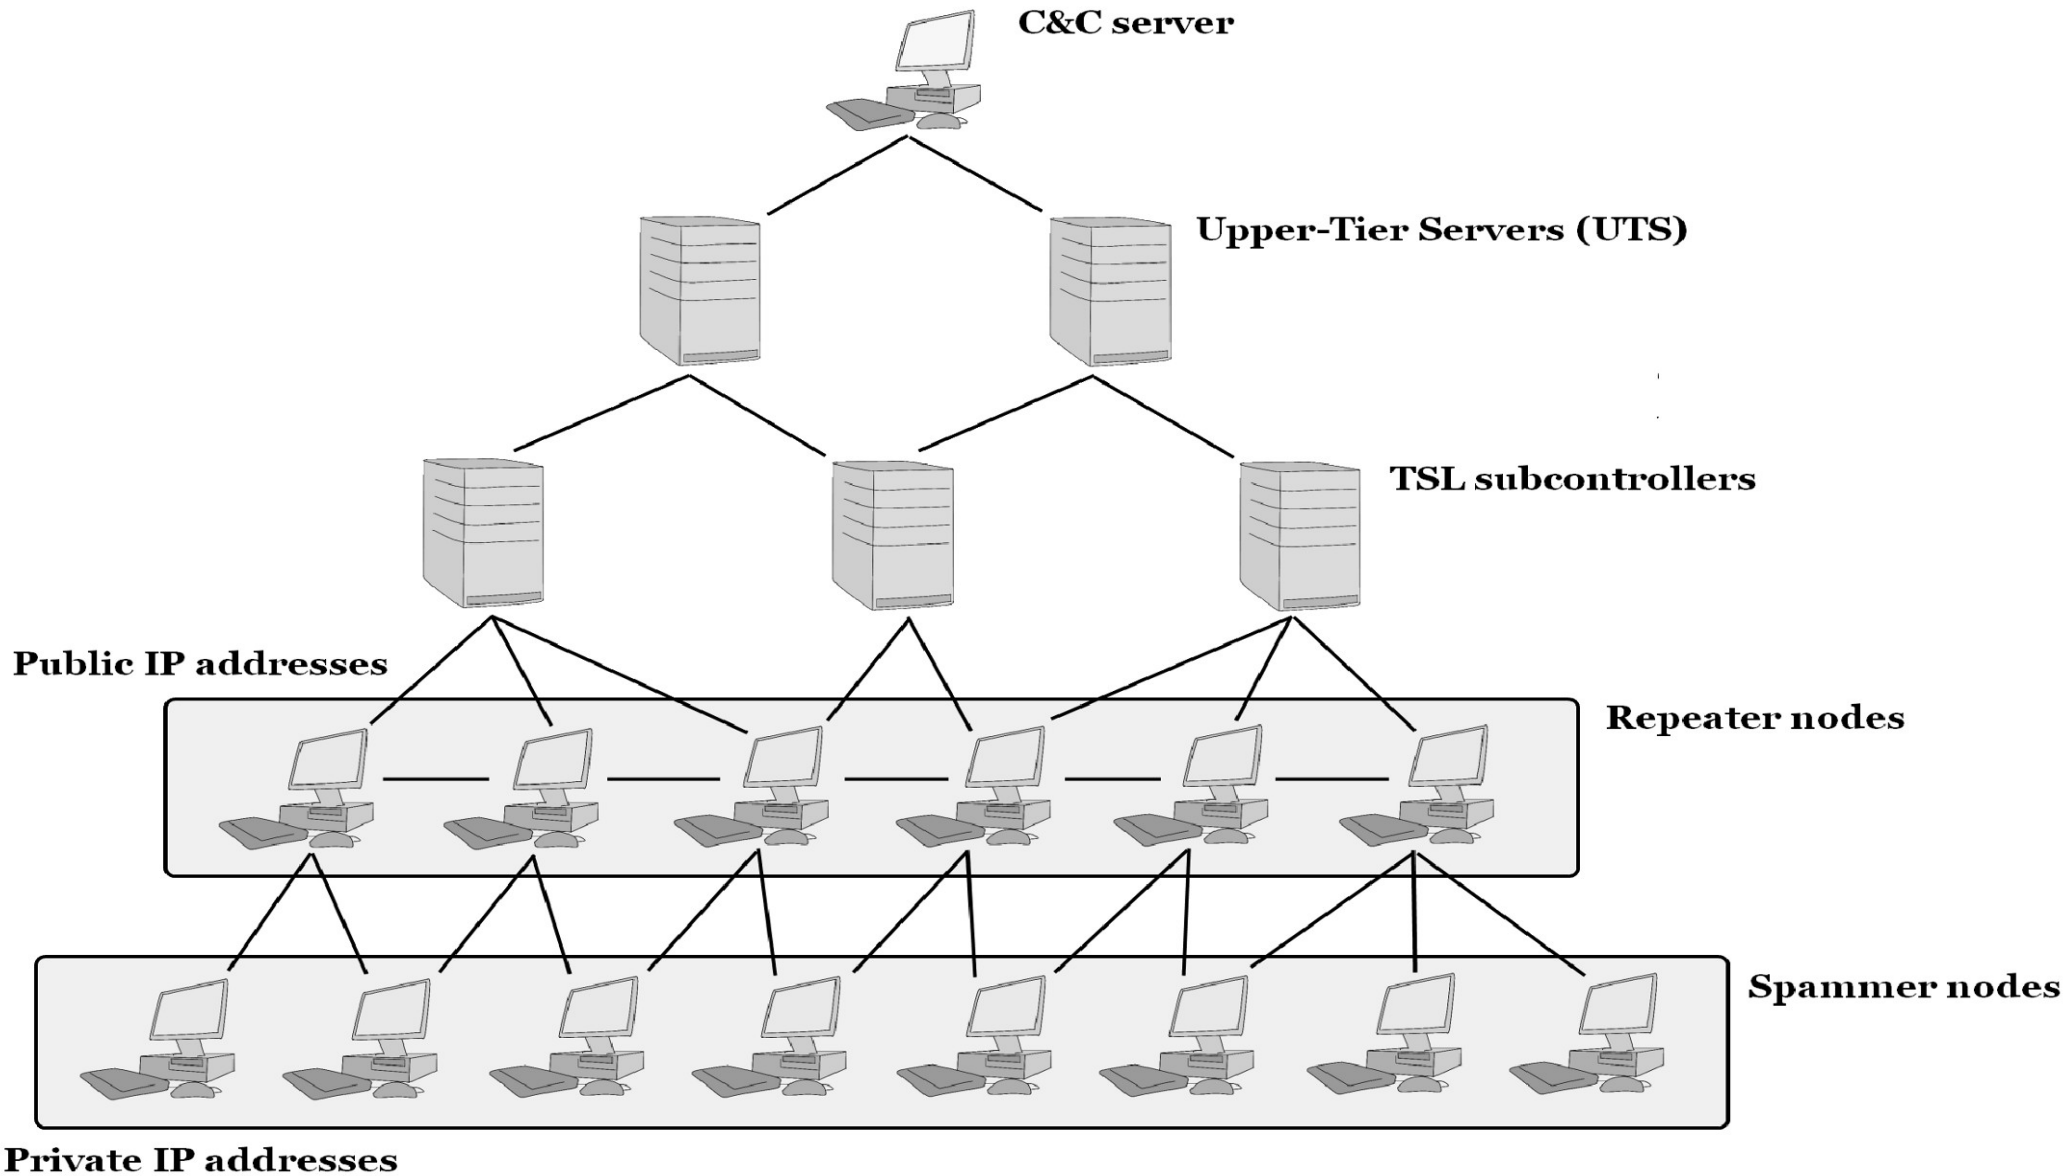 C&C server
Upper-Tier Servers (UTS)
TSL subcontrollers
Public IP addresses
Repeater nodes
Spammer nodes
Private IP addresses